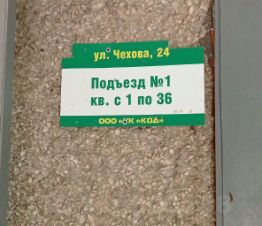 ул. Чехова, 24
Подъезд №1
кв. с 1 по 36
ООО «УК «КОД»